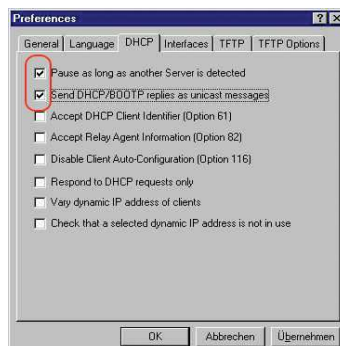 Preferences
General Language DHCP Interfaces TFTP TFTP Options
Pause as long as another Server is detected
Send DHCP/BOOTP replies as unicast messages
Accept DHCP Client Identifier (Option 61)
Accept Relay Agent Information (Option 82)
Disable Client Auto-Configuration (Option 116)
Respond to DHCP requests only
Vary dynamic IP address of clients
Check that a selected dynamic IP address is not in use
OK Abbrechen Übernehmen